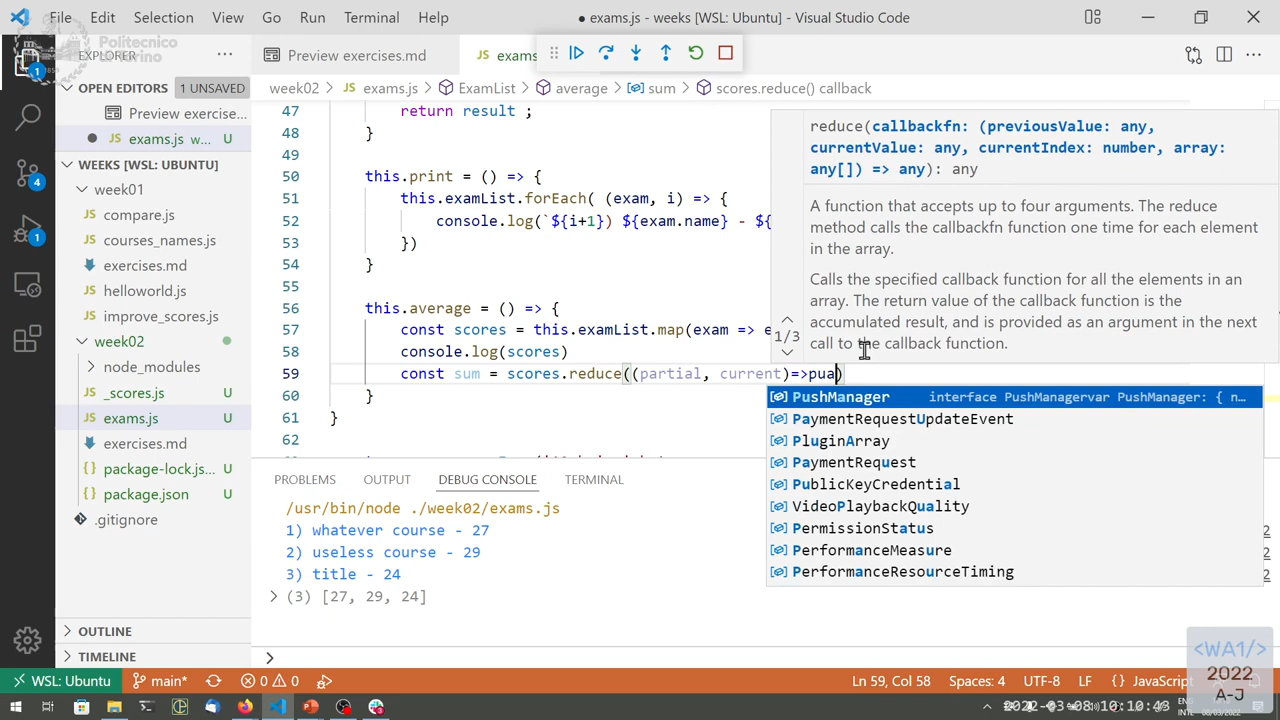 File Edit Selection View Go Run Terminal Help
● exams.js - weeks [WSL: Ubuntu] - Visual Studio Code
Politecnico
di Torino
EXPLORER
Preview exercises.md
JS exams
OPEN EDITORS 1 UNSAVED
week02 > JS exams.js > ExamList > average > sum > scores.reduce() callback
Preview exercise...
● JS exams.js w... U
WEEKS [WSL: UBUNTU]
week01
JS compare.js
JS courses_names.js
exercises.md
JS helloworld.js
JS improve_scores.js
week02
node_modules
JS _scores.js U
JS exams.js U
exercises.md
{} package-lock.js... U
{} package.json U
.gitignore
OUTLINE
TIMELINE
47 return result ;
48 }
49
50 this.print = () => {
51 this.examList.forEach( (exam, i) => {
52 console.log(`${i+1}) ${exam.name} - ${
53 })
54 }
55
56 this.average = () => {
57 const scores = this.examList.map(exam => e
58 console.log(scores)
59 const sum = scores.reduce((partial, current)=>pua)
60 }
61 }
62
reduce(callbackfn: (previousValue: any,
currentValue: any, currentIndex: number, array:
any[]) => any): any
A function that accepts up to four arguments. The reduce
method calls the callbackfn function one time for each element
in the array.
Calls the specified callback function for all the elements in an
array. The return value of the callback function is the
1/3
accumulated result, and is provided as an argument in the next
call to the callback function.
PushManager interface PushManagervar PushManager: { n...
PaymentRequestUpdateEvent
PluginArray
PaymentRequest
PublicKeyCredential
VideoPlaybackQuality
PermissionStatus
PerformanceMeasure
PerformanceResourceTiming
PROBLEMS OUTPUT DEBUG CONSOLE TERMINAL
/usr/bin/node ./week02/exams.js
1) whatever course - 27
2) useless course - 29
3) title - 24
> (3) [27, 29, 24]
>
<WA1/>
2022
A-J
WSL: Ubuntu main* 0 0 Ln 59, Col 58 Spaces: 4 UTF-8 LF {} JavaScript
2022-03-08 10:10:43
ENG
INTL